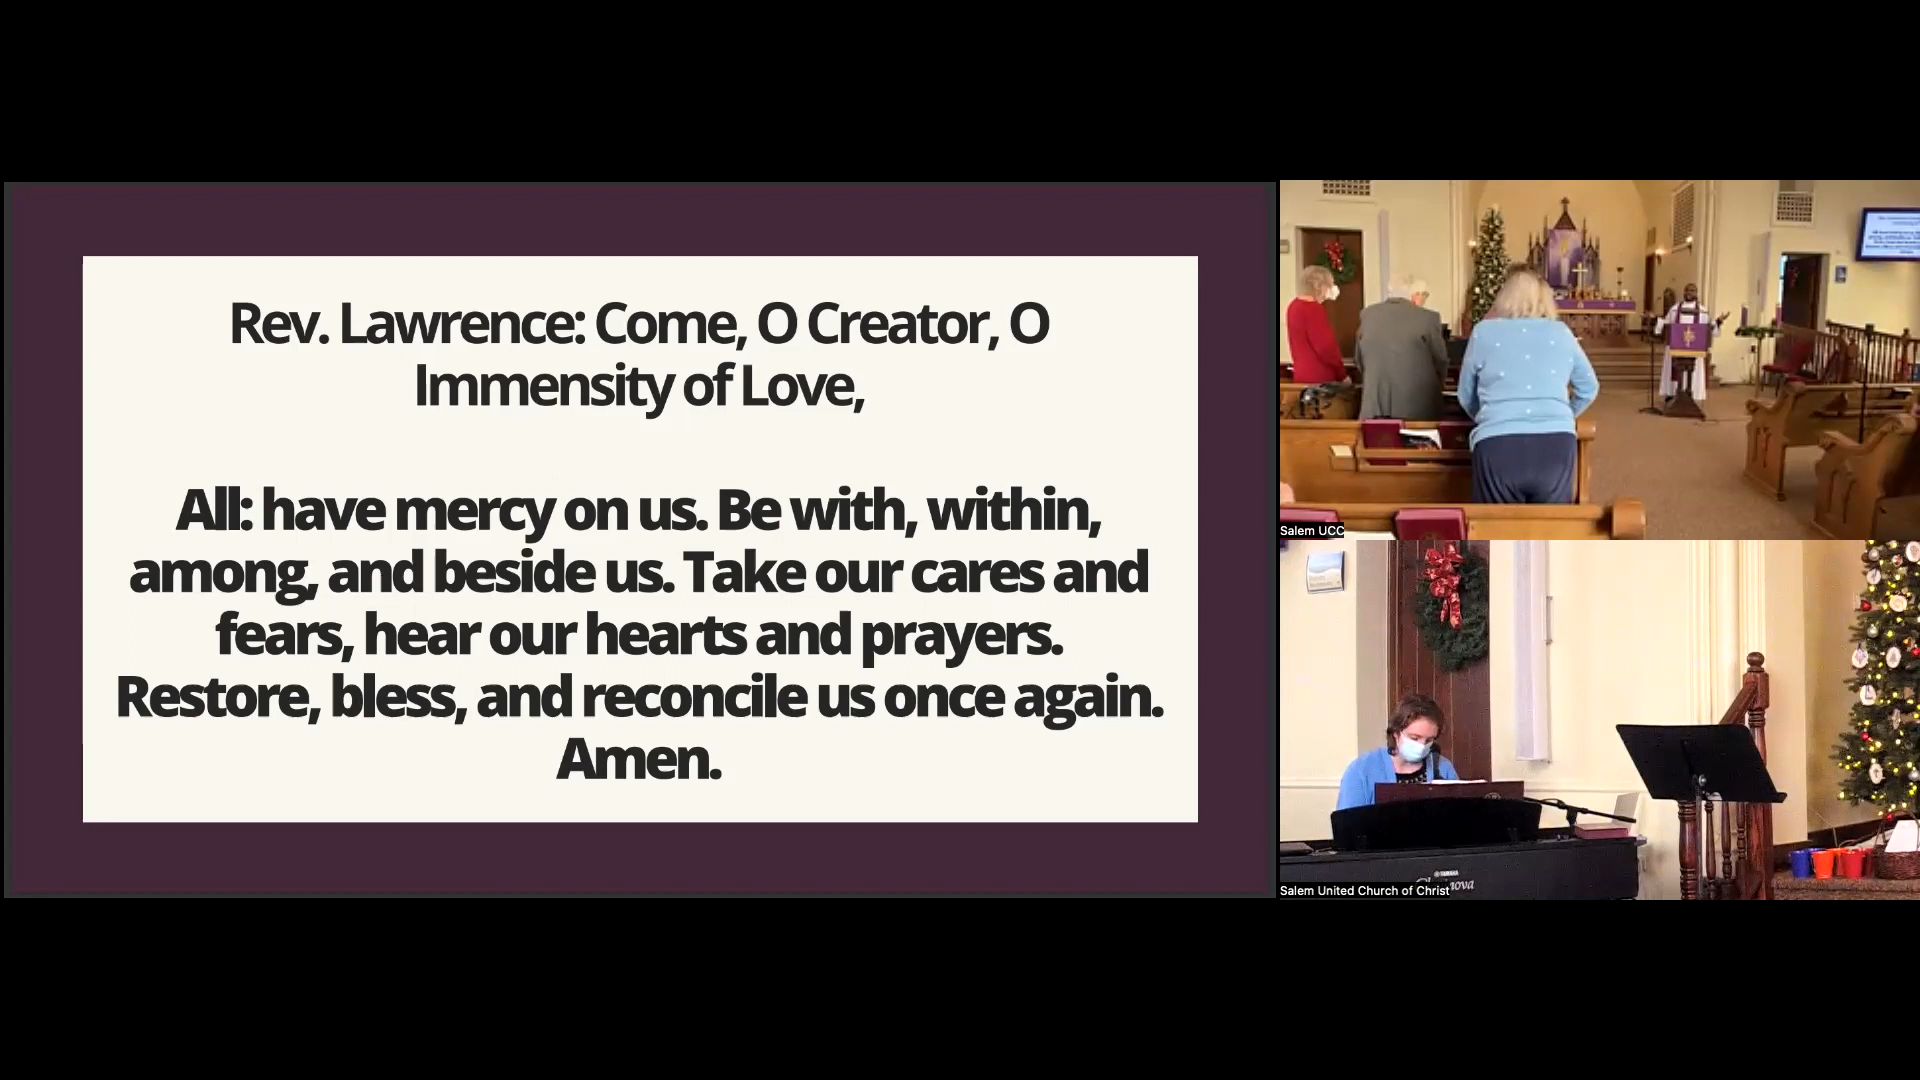 Rev. Lawrence: Come, O Creator, O
Immensity of Love,
All: have mercy on us. Be with, within,
among, and beside us. Take our cares and
fears, hear our hearts and prayers.
Restore, bless, and reconcile us once again.
Amen.
Salem UCC
YAMAHA
Salem United Church of Christ